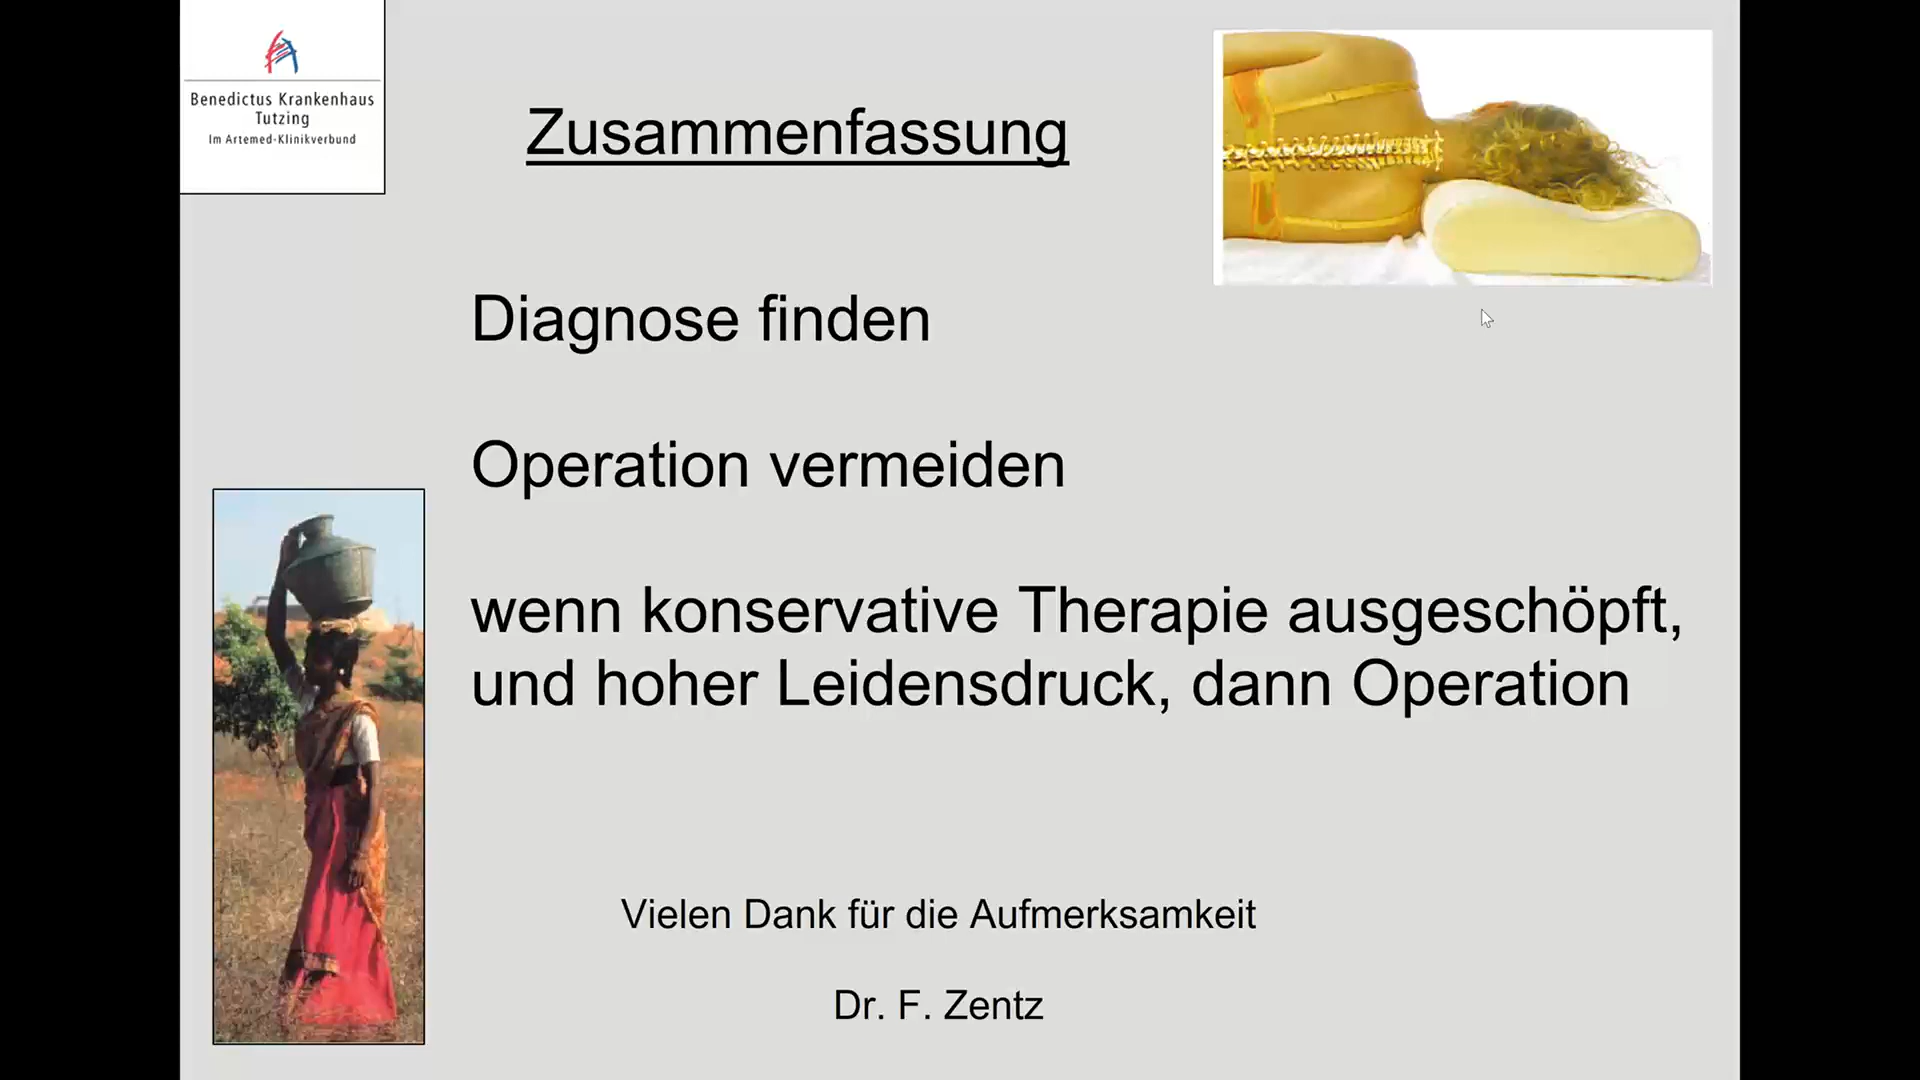 Benedictus Krankenhaus
Tutzing
Im Artemed-Klinikverbund
Zusammenfassung
Diagnose finden
Operation vermeiden
wenn konservative Therapie ausgeschöpft,
und hoher Leidensdruck, dann Operation
Vielen Dank für die Aufmerksamkeit
Dr. F. Zentz